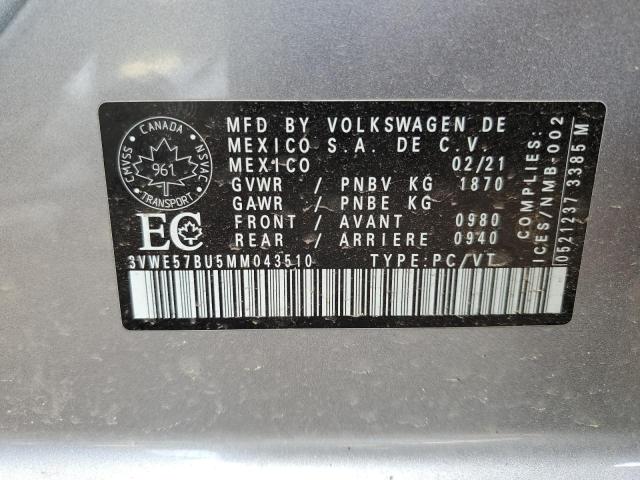 CANADA
CMVSS NSVAC
961
TRANSPORT
EC
MFD BY VOLKSWAGEN DE
MEXICO S.A. DE C.V.
MEXICO 02/21
GVWR / PNBV KG 1870
GAWR / PNBE KG
FRONT / AVANT 0980
REAR / ARRIERE 0940
3VWE57BU5MM043510 TYPE:PC/VT
COMPLIES:
ICES/NMB-002
0521237 3385M